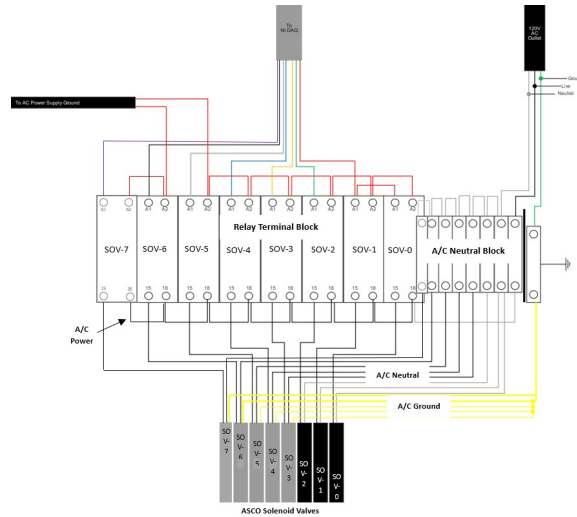 To
NI DAQ
120V
AC
Outlet
Grou
Live
Neutral
To AC Power Supply Ground
A1 A2 A1 A2 A1 A2 A1 A2 A1 A2 A1 A2 A1 A2 A1 A2
Relay Terminal Block
SOV-7 SOV-6 SOV-5 SOV-4 SOV-3 SOV-2 SOV-1 SOV-0
A/C Neutral Block
15 18 15 18 15 18 15 18 15 18 15 18 15 18 15 18
A/C
Power
A/C Neutral
A/C Ground
SO
V-
7
SO
V-
6
SO
V-
5
SO
V-
4
SO
V-
3
SO
V-
2
SO
V-
1
SO
V-
0
ASCO Solenoid Valves